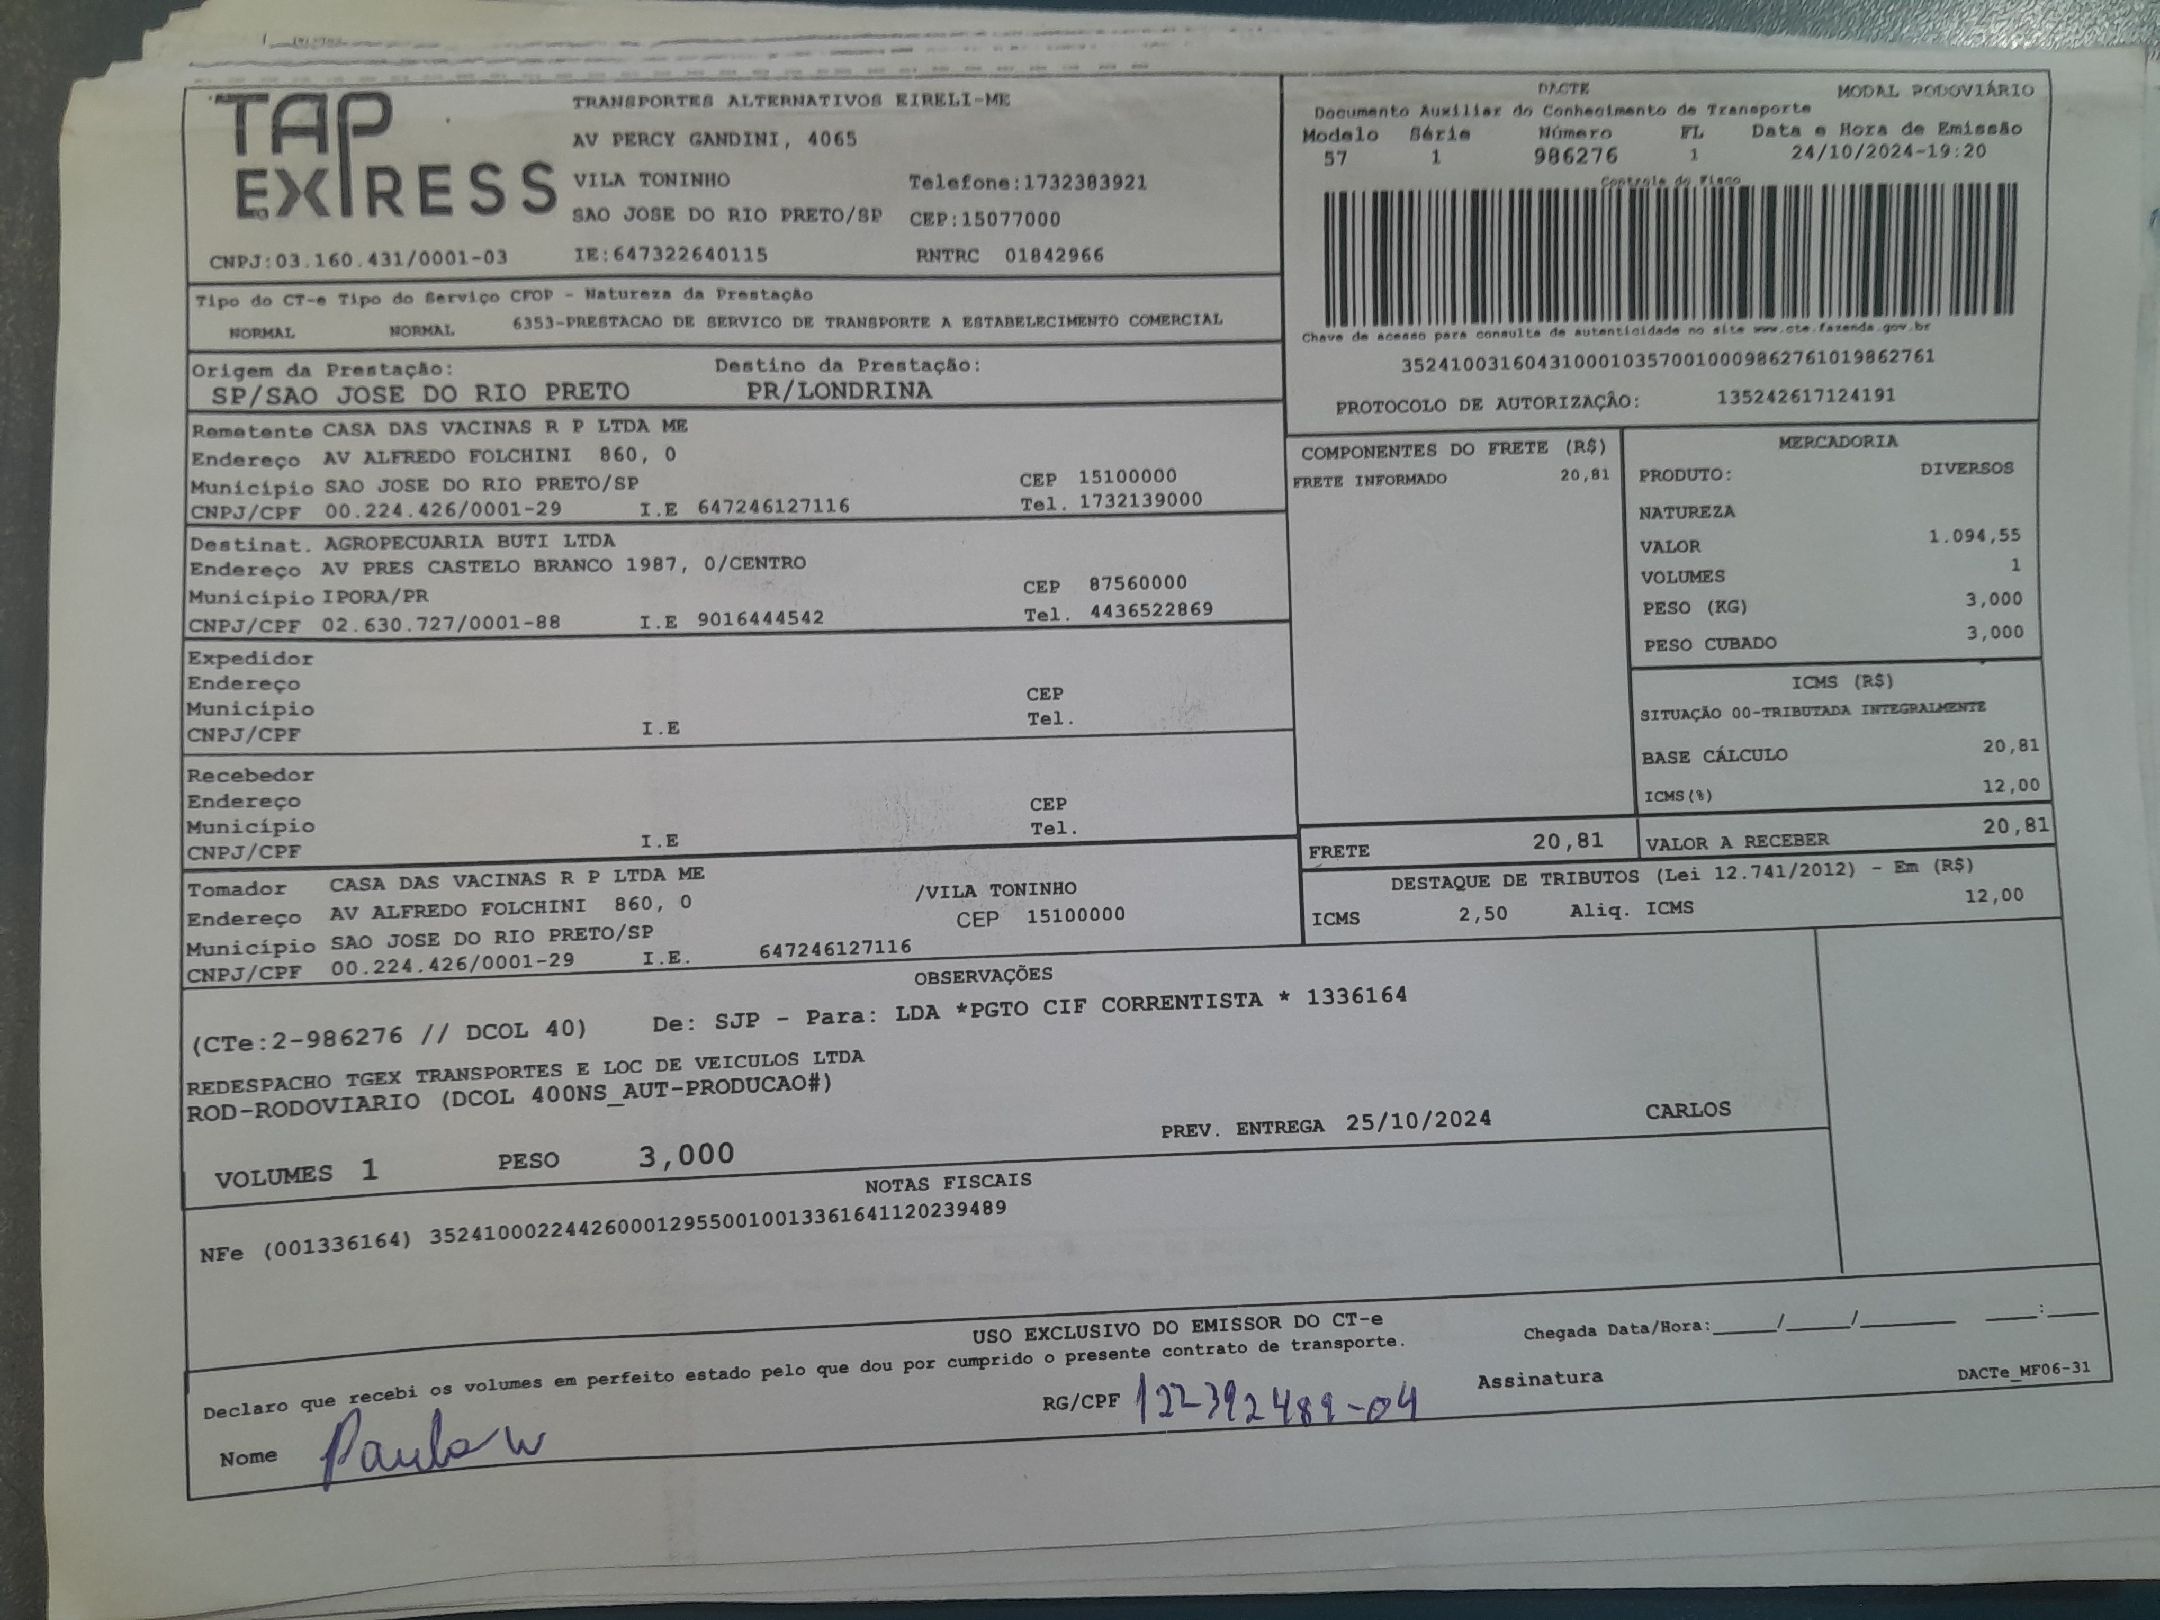 TAP EXPRESS
TRANSPORTES ALTERNATIVOS EIRELI-ME
AV PERCY GANDINI, 4065
VILA TONINHO Telefone:1732383921
SAO JOSE DO RIO PRETO/SP CEP:15077000
CNPJ:03.160.431/0001-03 IE:647322640115 RNTRC 01842966
DACTE MODAL RODOVIÁRIO
Documento Auxiliar do Conhecimento de Transporte
Modelo Série Número FL Data e Hora de Emissão
57 1 986276 1 24/10/2024-19:20
Controle do Fisco
Chave de acesso para consulta de autenticidade no site www.cte.fazenda.gov.br
35241003160431000103570010009862761019862761
PROTOCOLO DE AUTORIZAÇÃO: 135242617124191
Tipo do CT-e Tipo do Serviço CFOP - Natureza da Prestação
NORMAL NORMAL 6353-PRESTACAO DE SERVICO DE TRANSPORTE A ESTABELECIMENTO COMERCIAL
Origem da Prestação: Destino da Prestação:
SP/SAO JOSE DO RIO PRETO PR/LONDRINA
Remetente CASA DAS VACINAS R P LTDA ME
Endereço AV ALFREDO FOLCHINI 860, 0
Município SAO JOSE DO RIO PRETO/SP CEP 15100000
CNPJ/CPF 00.224.426/0001-29 I.E 647246127116 Tel. 1732139000
Destinat. AGROPECUARIA BUTI LTDA
Endereço AV PRES CASTELO BRANCO 1987, 0/CENTRO
Município IPORA/PR CEP 87560000
CNPJ/CPF 02.630.727/0001-88 I.E 9016444542 Tel. 4436522869
Expedidor
Endereço
Município CEP
CNPJ/CPF I.E Tel.
Recebedor
Endereço
Município CEP
CNPJ/CPF I.E Tel.
Tomador CASA DAS VACINAS R P LTDA ME
Endereço AV ALFREDO FOLCHINI 860, 0 /VILA TONINHO
Município SAO JOSE DO RIO PRETO/SP CEP 15100000
CNPJ/CPF 00.224.426/0001-29 I.E. 647246127116
COMPONENTES DO FRETE (R$)
FRETE INFORMADO 20,81
MERCADORIA
PRODUTO: DIVERSOS
NATUREZA
VALOR 1.094,55
VOLUMES 1
PESO (KG) 3,000
PESO CUBADO 3,000
ICMS (R$)
SITUAÇÃO 00-TRIBUTADA INTEGRALMENTE
BASE CÁLCULO 20,81
ICMS(%) 12,00
FRETE 20,81 VALOR A RECEBER 20,81
DESTAQUE DE TRIBUTOS (Lei 12.741/2012) - Em (R$)
ICMS 2,50 Aliq. ICMS 12,00
OBSERVAÇÕES
(CTe:2-986276 // DCOL 40) De: SJP - Para: LDA *PGTO CIF CORRENTISTA * 1336164
REDESPACHO TGEX TRANSPORTES E LOC DE VEICULOS LTDA
ROD-RODOVIARIO (DCOL 400NS_AUT-PRODUCAO#)
PREV. ENTREGA 25/10/2024 CARLOS
VOLUMES 1 PESO 3,000
NOTAS FISCAIS
NFe (001336164) 35241000224426000129550010013361641120239489
USO EXCLUSIVO DO EMISSOR DO CT-e
Declaro que recebi os volumes em perfeito estado pelo que dou por cumprido o presente contrato de transporte.
Chegada Data/Hora:____/____/______ ___:___
Nome Paulo W RG/CPF 122392489-04 Assinatura
DACTe_MF06-31